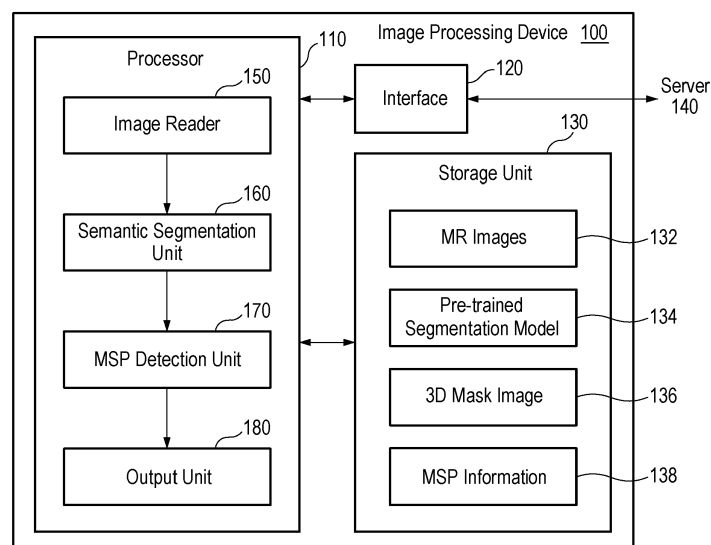 Image Processing Device 100
Processor
110
150
Image Reader
160
Semantic Segmentation
Unit
170
MSP Detection Unit
180
Output Unit
120
Interface
Server
140
130
Storage Unit
MR Images
132
Pre-trained
Segmentation Model
134
3D Mask Image
136
MSP Information
138